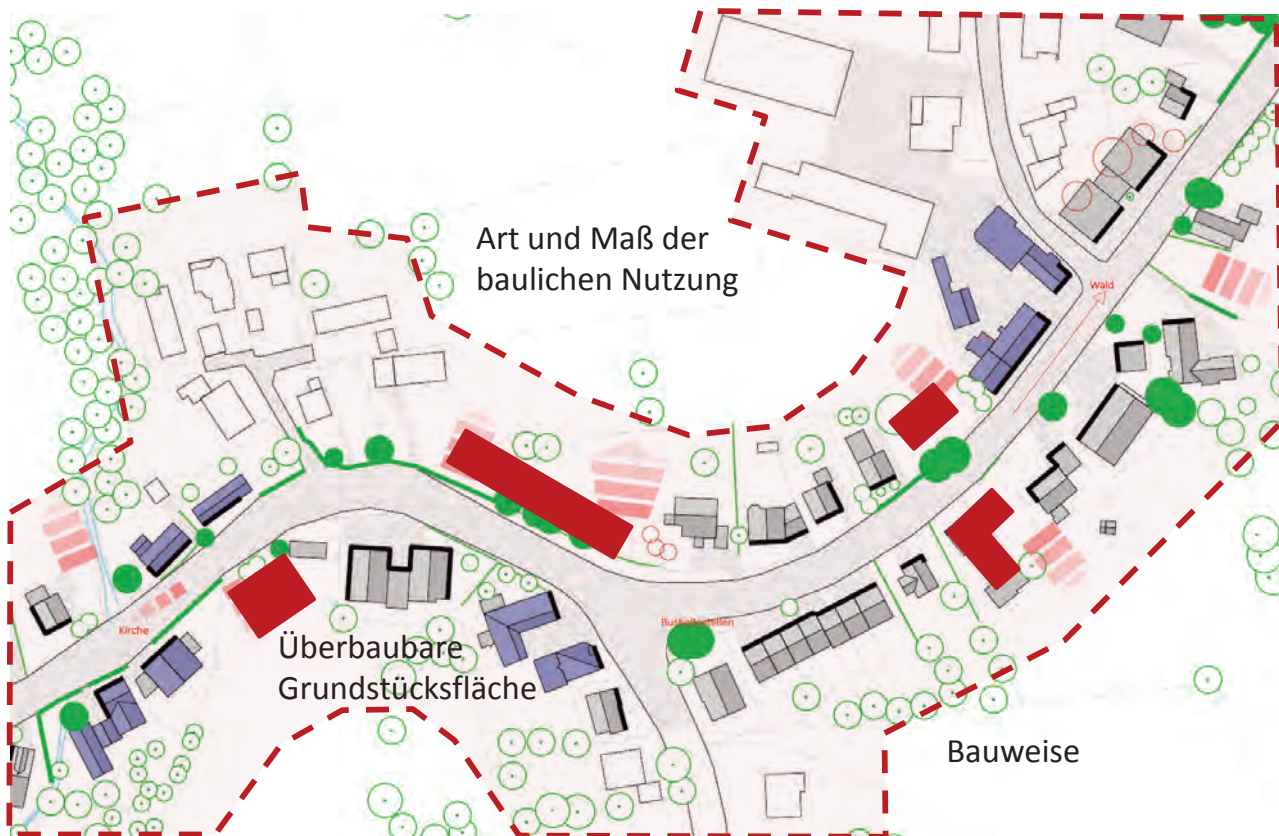 Art und Maß der
baulichen Nutzung
Wald
Kirche
Bushaltestellen
Überbaubare
Grundstücksfläche
Bauweise